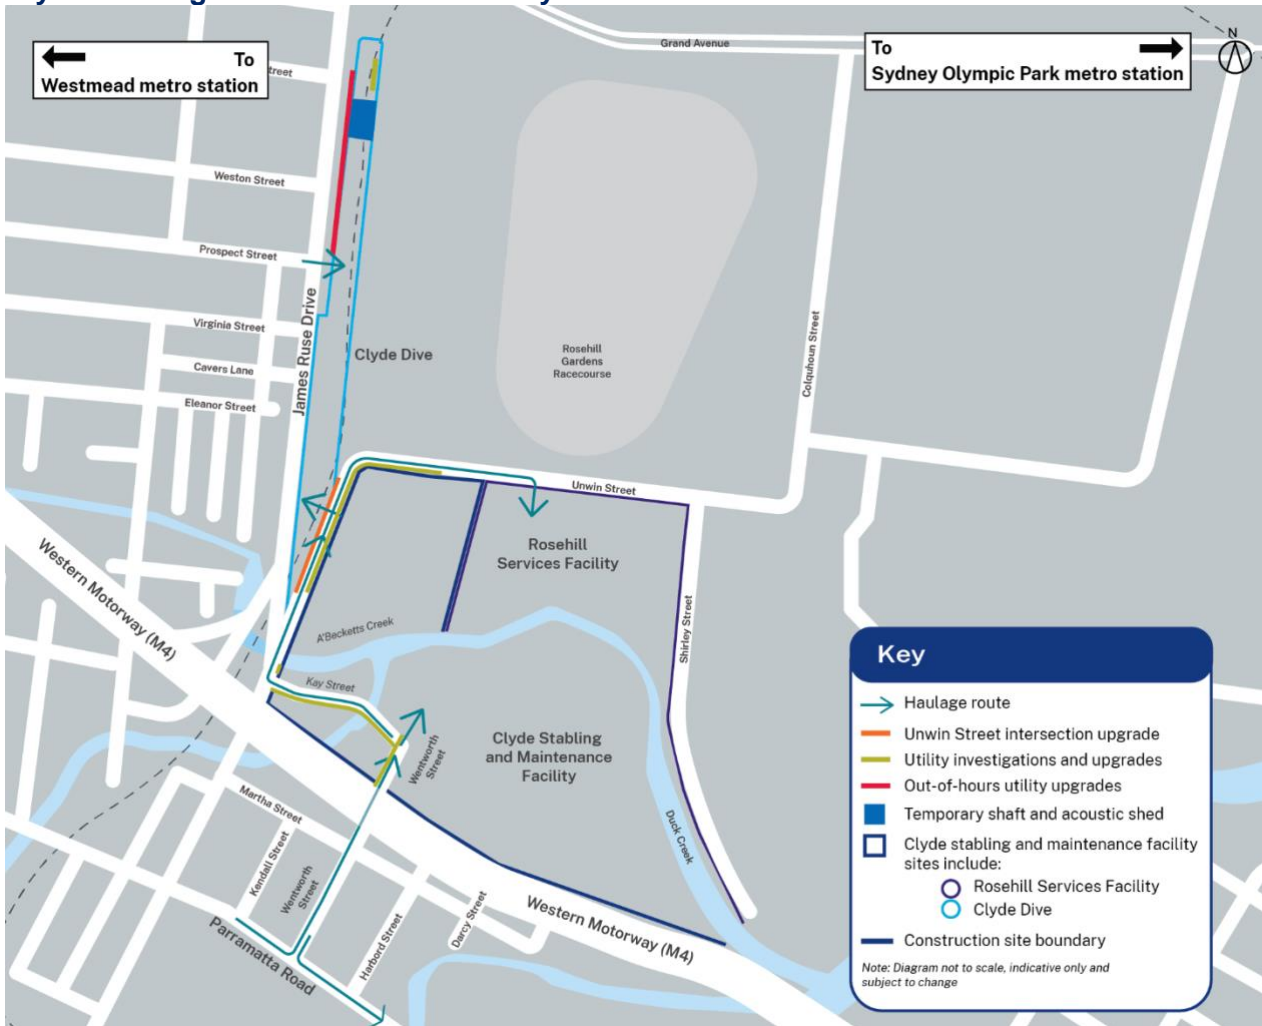 Grand Avenue
N
To
Westmead metro station
To
Sydney Olympic Park metro station
Weston Street
Prospect Street
Virginia Street
James Ruse Drive
Clyde Dive
Cavers Lane
Eleanor Street
Rosehill
Gardens
Racecourse
Colquhoun Street
Unwin Street
Rosehill
Services Facility
Western Motorway (M4)
A'Becketts Creek
Shirley Street
Kay Street
Wentworth
Street
Clyde Stabling
and Maintenance
Facility
Duck Creek
Martha Street
Kendall Street
Wentworth
Street
Harbord Street
Darcy Street
Western Motorway (M4)
Parramatta Road
Key
Haulage route
Unwin Street intersection upgrade
Utility investigations and upgrades
Out-of-hours utility upgrades
Temporary shaft and acoustic shed
Clyde stabling and maintenance facility
sites include:
Rosehill Services Facility
Clyde Dive
Construction site boundary
Note: Diagram not to scale, indicative only and
subject to change